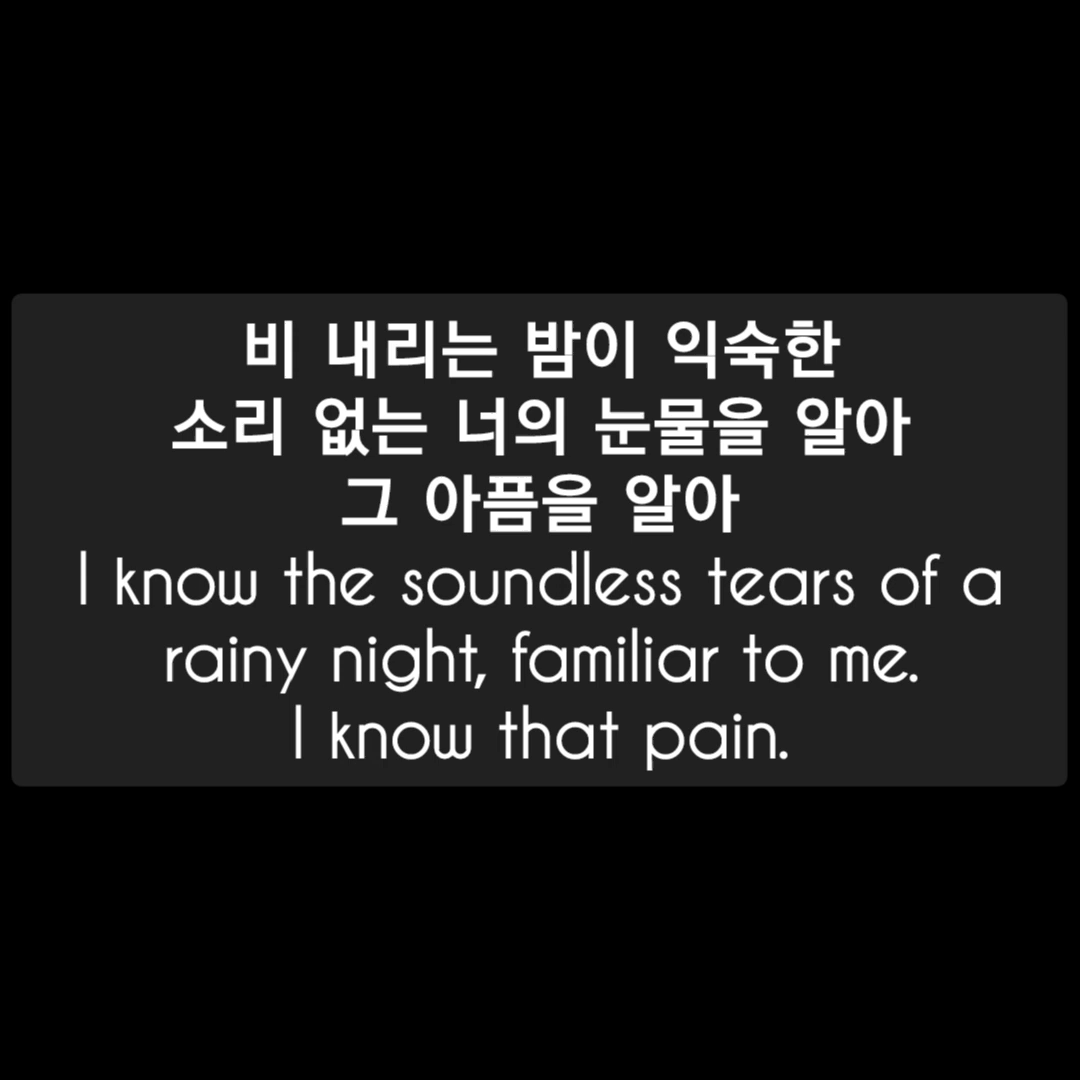 비 내리는 밤이 익숙한
소리 없는 너의 눈물을 알아
그 아픔을 알아
I know the soundless tears of a
rainy night, familiar to me.
I know that pain.